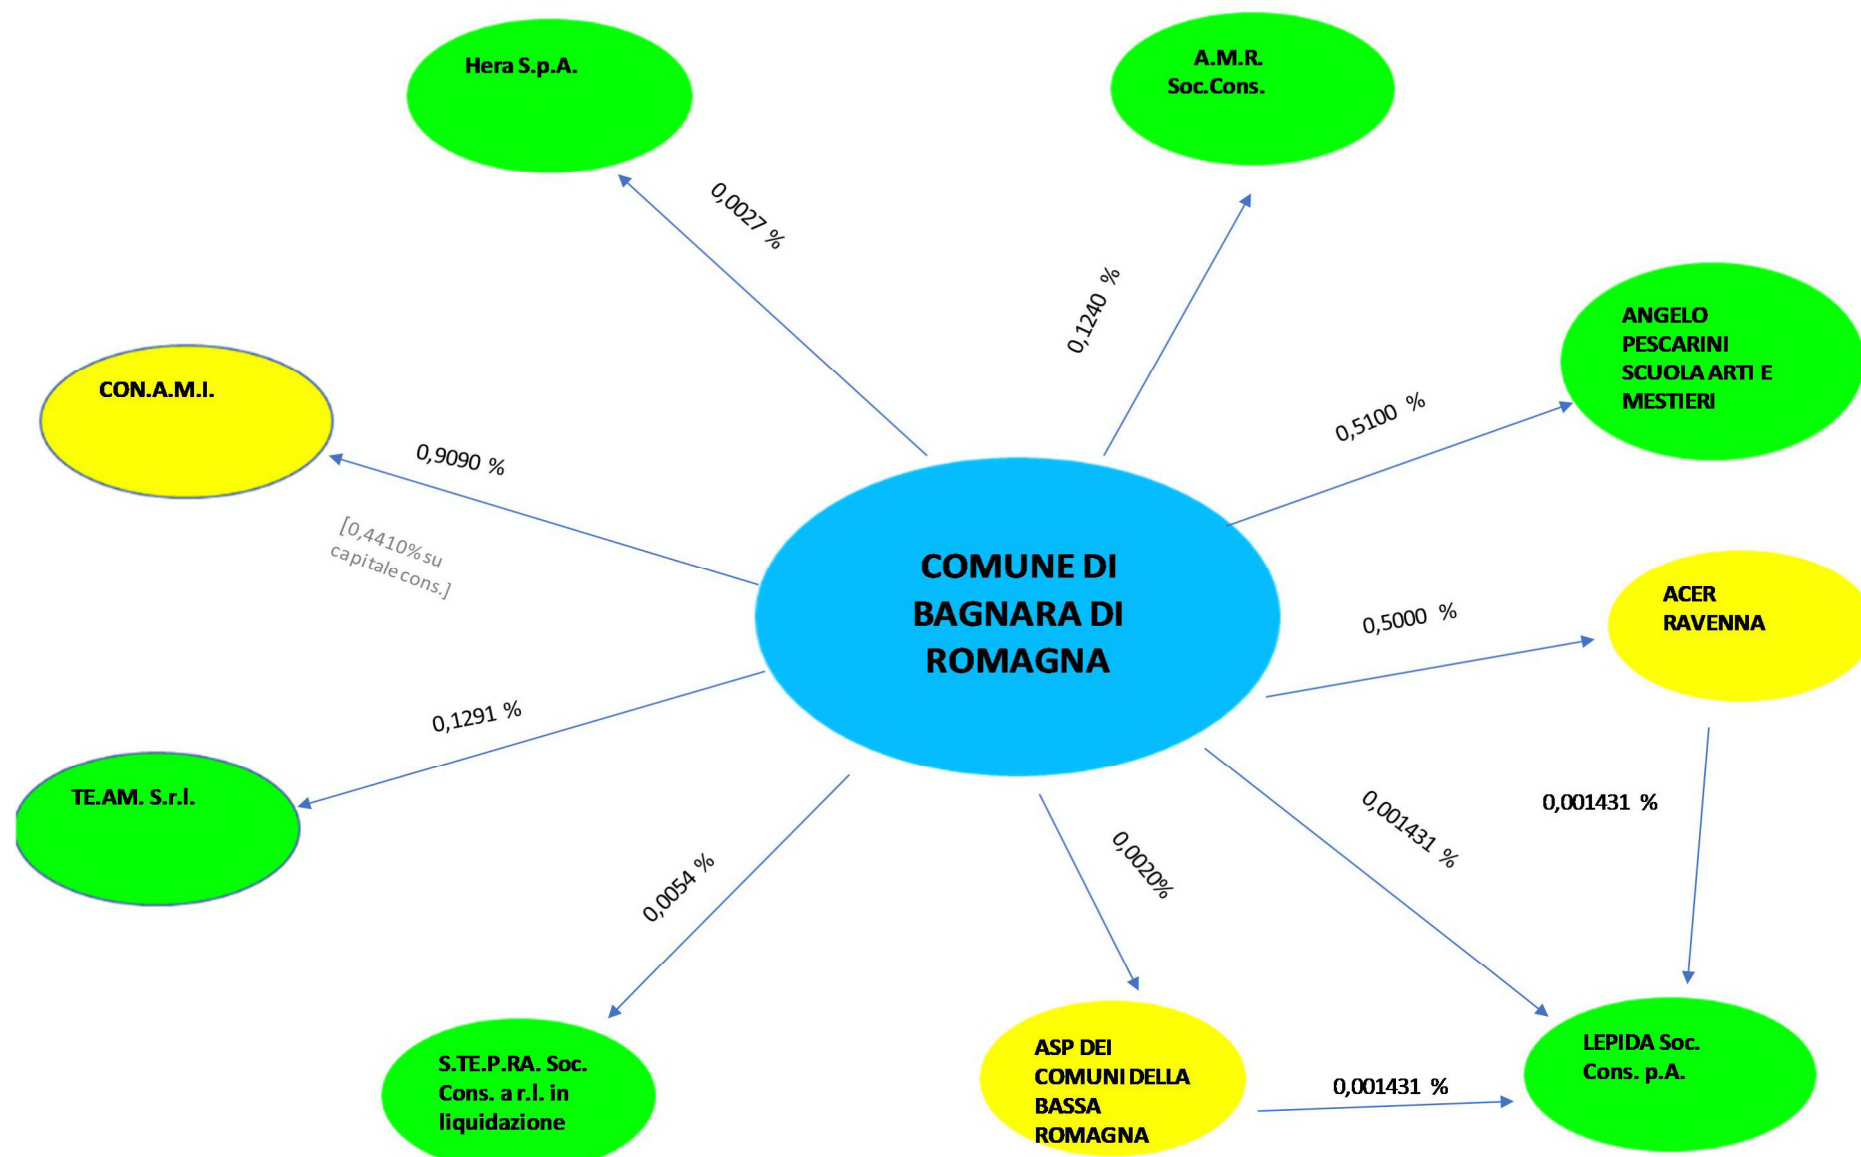 Hera S.p.A.
A.M.R.
Soc.Cons.
0,0027 %
0,1240 %
ANGELO
PESCARINI
SCUOLA ARTI E
MESTIERI
0,5100 %
CON.A.M.I.
0,9090 %
[0,4410% su
capitale cons.]
COMUNE DI
BAGNARA DI
ROMAGNA
ACER
RAVENNA
0,5000 %
0,1291 %
TE.AM. S.r.l.
0,001431 %
0,001431 %
0,0054 %
0,0020%
S.TE.P.RA. Soc.
Cons. a r.l. in
liquidazione
ASP DEI
COMUNI DELLA
BASSA
ROMAGNA
0,001431 %
LEPIDA Soc.
Cons. p.A.